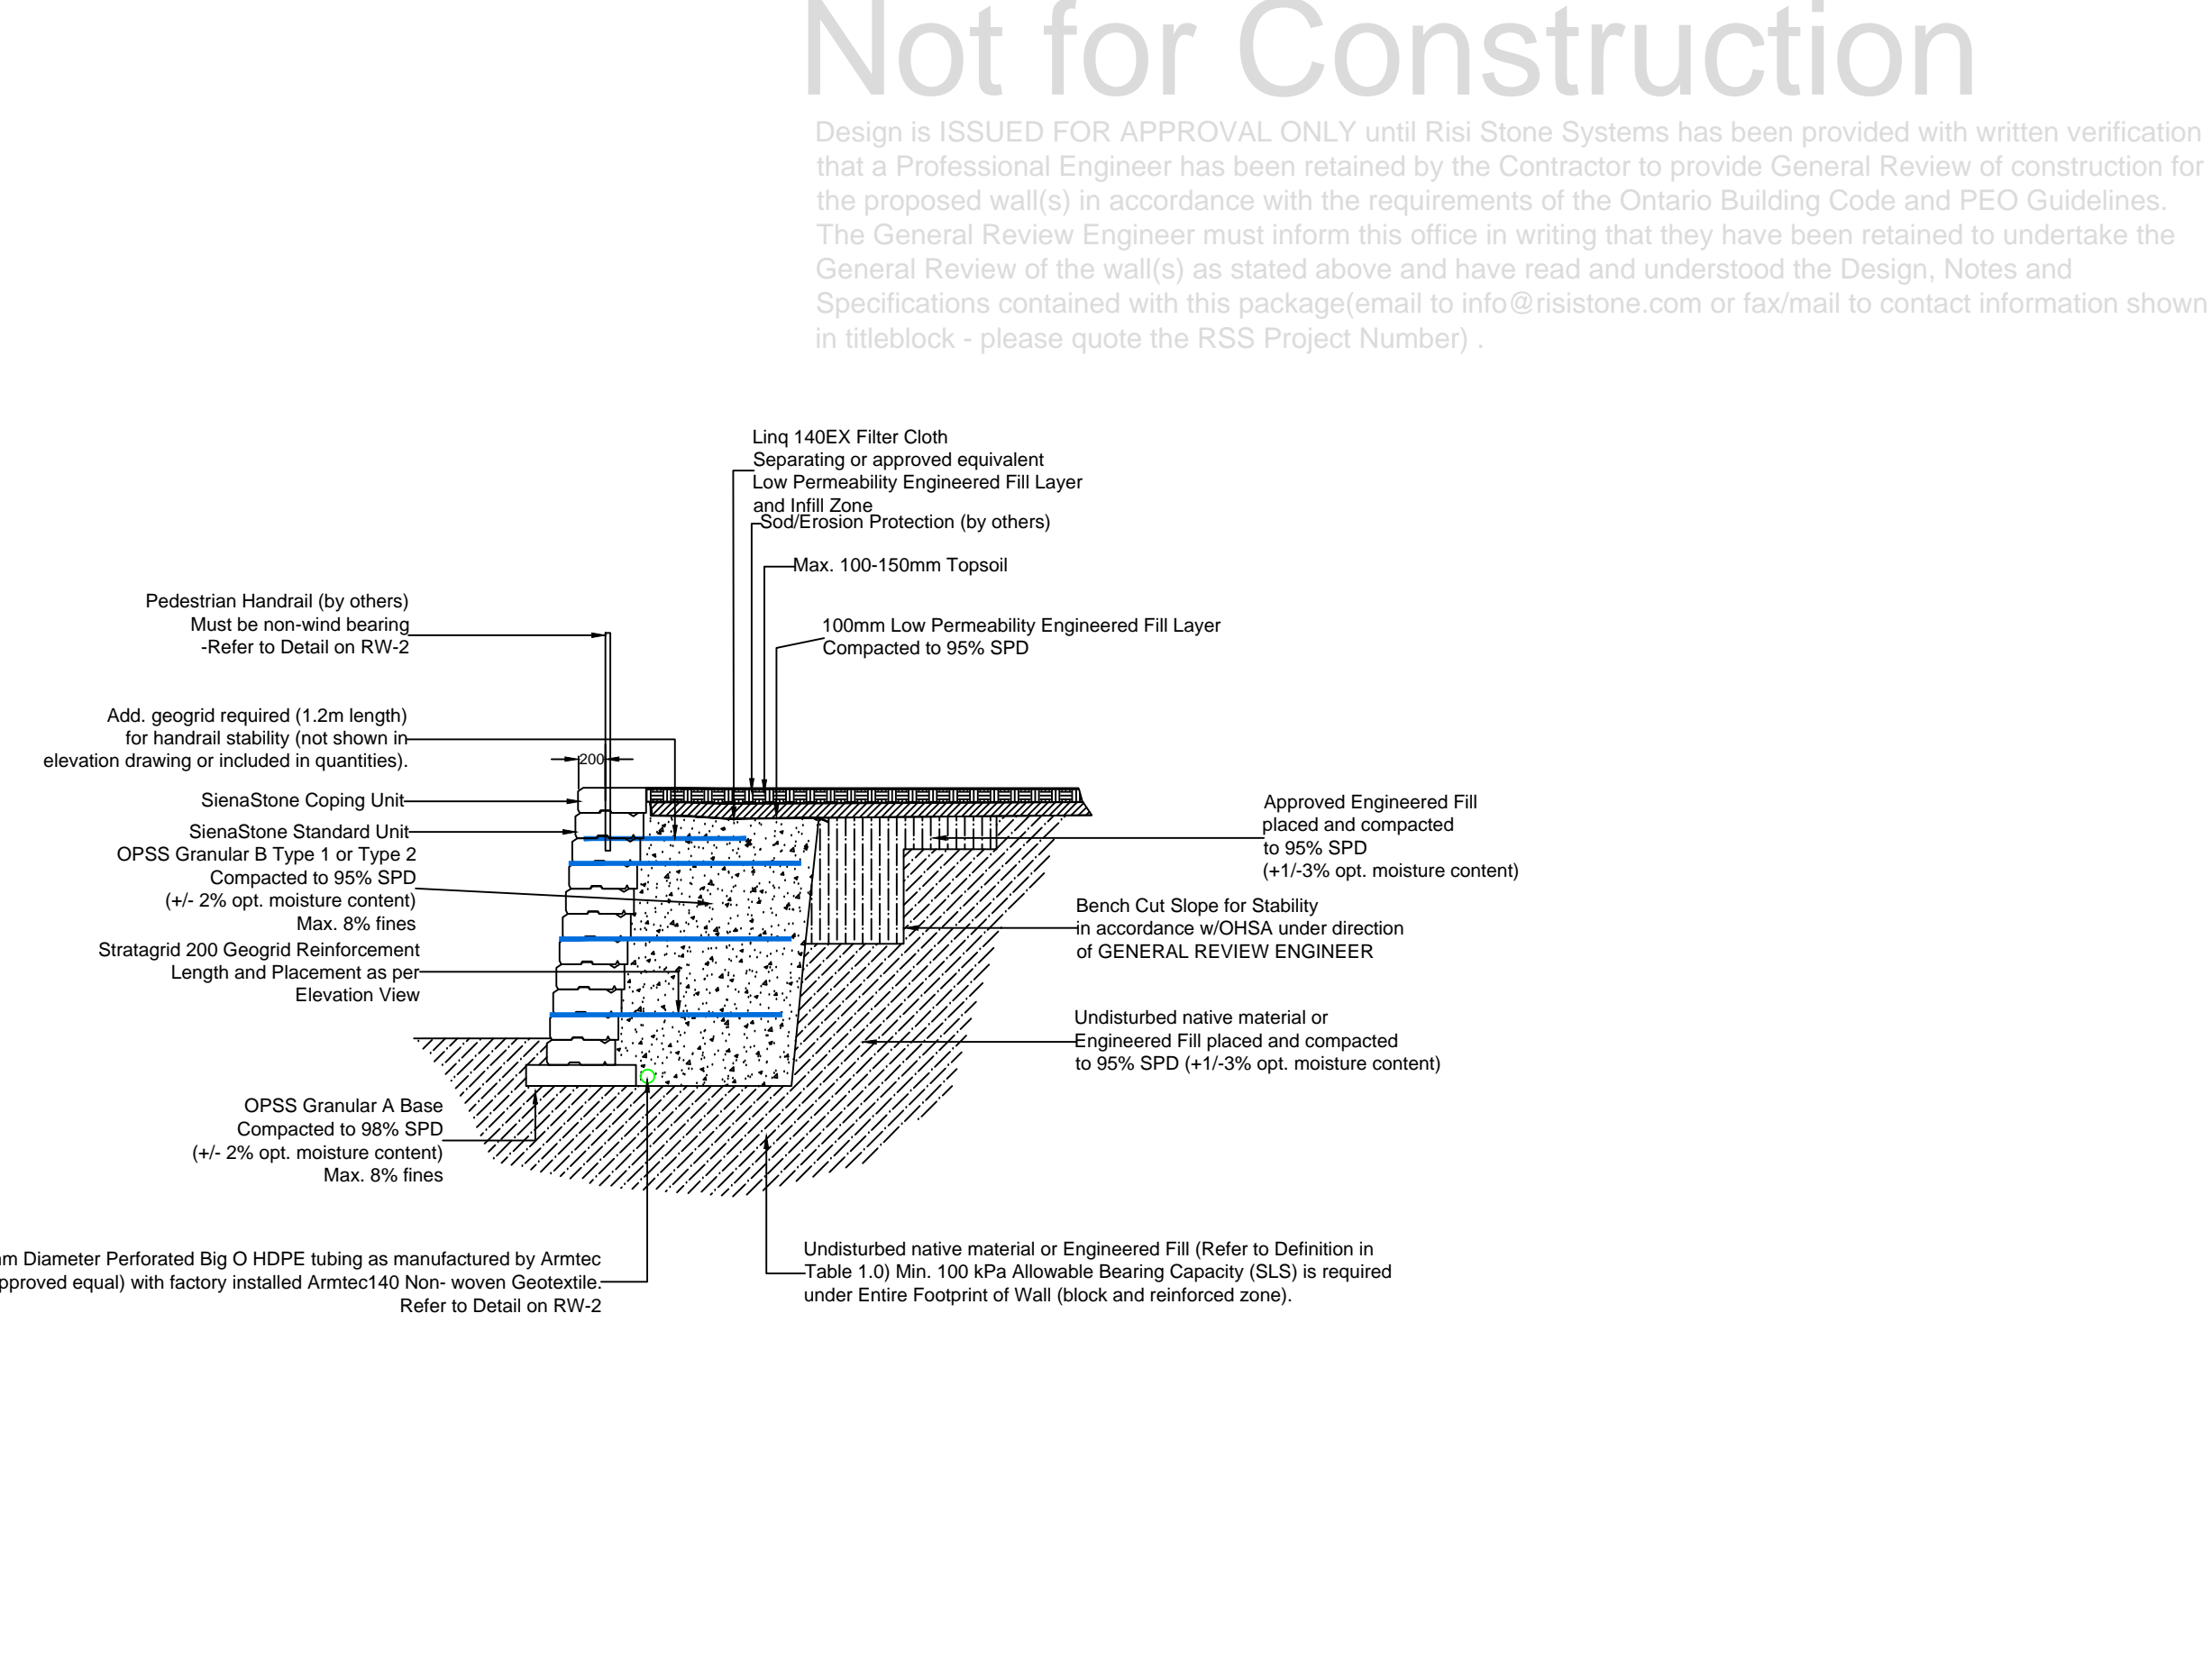 Not for Construction
Design is ISSUED FOR APPROVAL ONLY until Risi Stone Systems has been provided with written verification
that a Professional Engineer has been retained by the Contractor to provide General Review of construction for
the proposed wall(s) in accordance with the requirements of the Ontario Building Code and PEO Guidelines.
The General Review Engineer must inform this office in writing that they have been retained to undertake the
General Review of the wall(s) as stated above and have read and understood the Design, Notes and
Specifications contained with this package(email to info@risistone.com or fax/mail to contact information shown
in titleblock - please quote the RSS Project Number) .
Linq 140EX Filter Cloth
Separating or approved equivalent
Low Permeability Engineered Fill Layer
and Infill Zone
Sod/Erosion Protection (by others)
Max. 100-150mm Topsoil
100mm Low Permeability Engineered Fill Layer
Compacted to 95% SPD
Pedestrian Handrail (by others)
Must be non-wind bearing
-Refer to Detail on RW-2
Add. geogrid required (1.2m length)
for handrail stability (not shown in
elevation drawing or included in quantities).
200
SienaStone Coping Unit
SienaStone Standard Unit
OPSS Granular B Type 1 or Type 2
Compacted to 95% SPD
(+/- 2% opt. moisture content)
Max. 8% fines
Stratagrid 200 Geogrid Reinforcement
Length and Placement as per
Elevation View
Approved Engineered Fill
placed and compacted
to 95% SPD
(+1/-3% opt. moisture content)
Bench Cut Slope for Stability
in accordance w/OHSA under direction
of GENERAL REVIEW ENGINEER
Undisturbed native material or
Engineered Fill placed and compacted
to 95% SPD (+1/-3% opt. moisture content)
OPSS Granular A Base
Compacted to 98% SPD
(+/- 2% opt. moisture content)
Max. 8% fines
Diameter Perforated Big O HDPE tubing as manufactured by Armtec
equal) with factory installed Armtec140 Non- woven Geotextile.
Refer to Detail on RW-2
Undisturbed native material or Engineered Fill (Refer to Definition in
Table 1.0) Min. 100 kPa Allowable Bearing Capacity (SLS) is required
under Entire Footprint of Wall (block and reinforced zone).